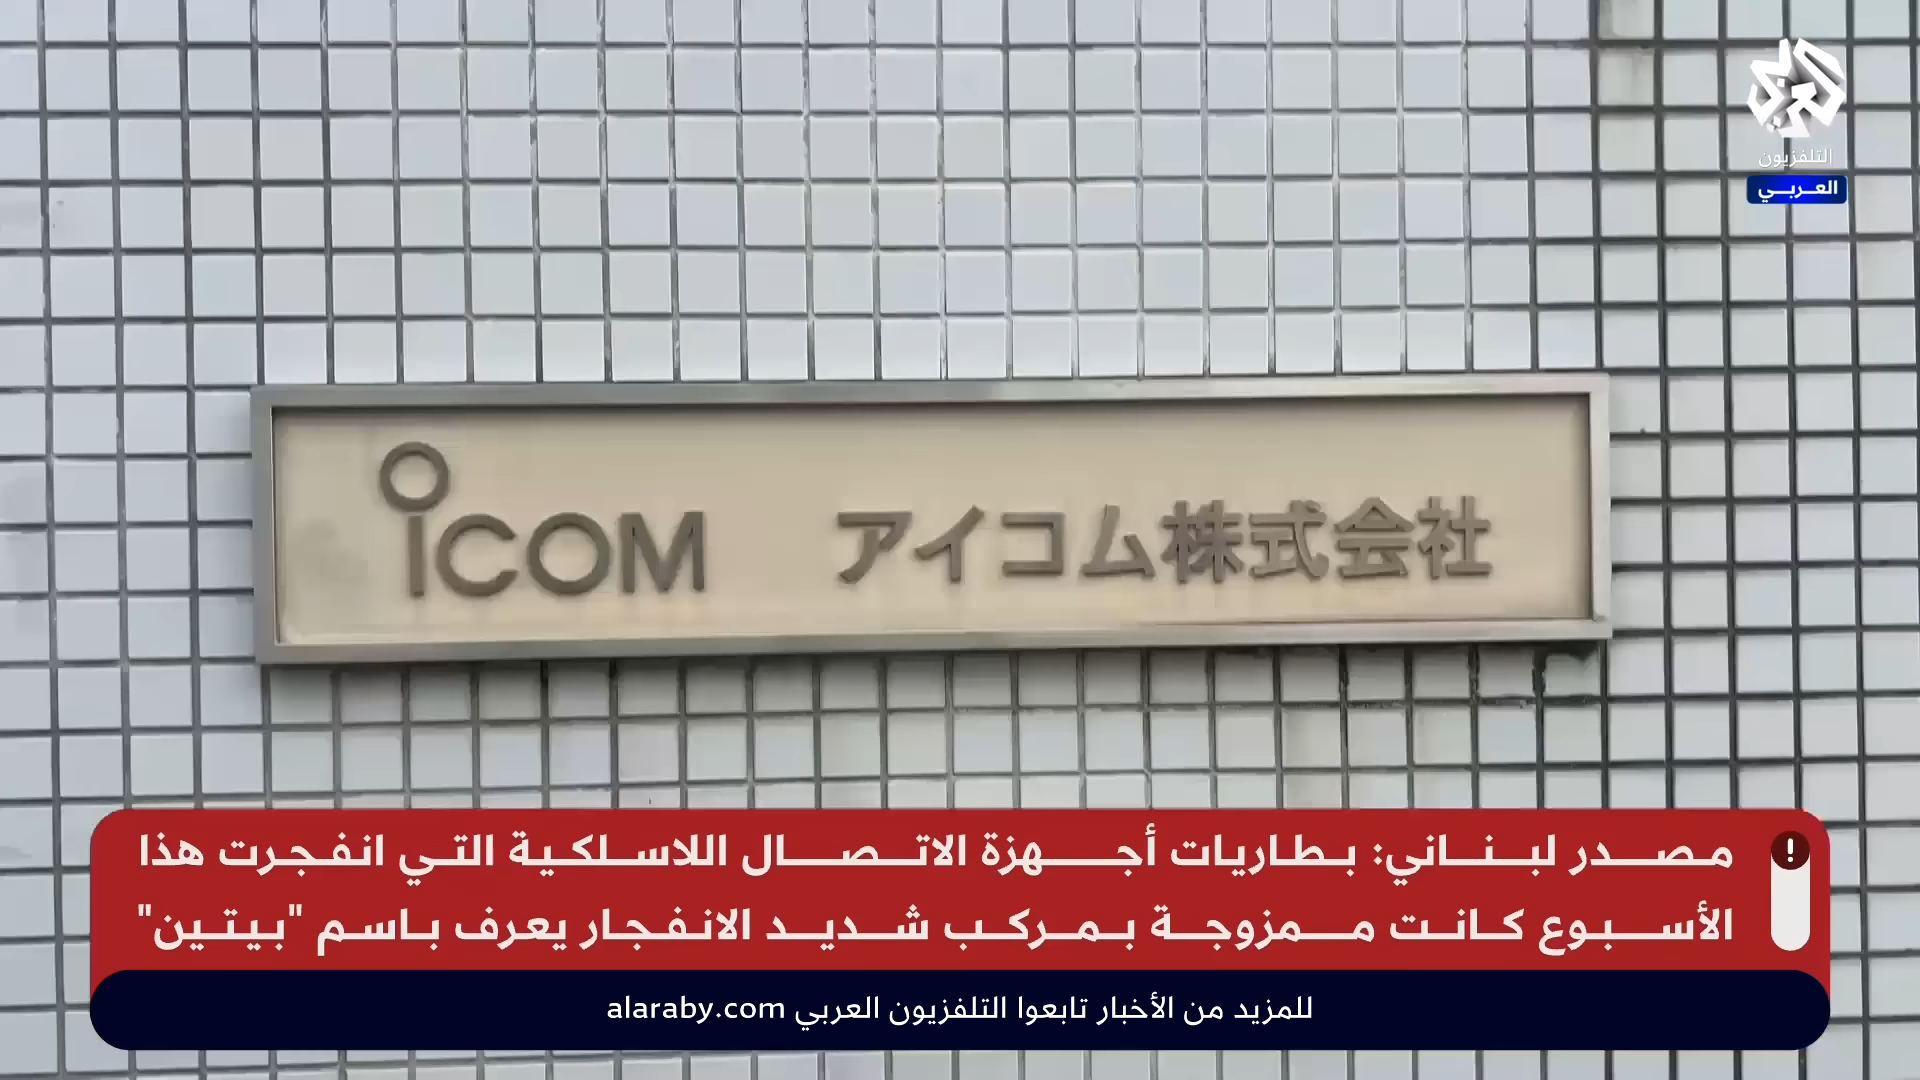 التلفزيون
العربي
icom アイコム株式会社
مصدر لبناني: بطاريات أجهزة الاتصال اللاسلكية التي انفجرت هذا
الأسبوع كانت ممزوجة بمركب شديد الانفجار يعرف باسم "بيتين"
للمزيد من الأخبار تابعوا التلفزيون العربي alaraby.com